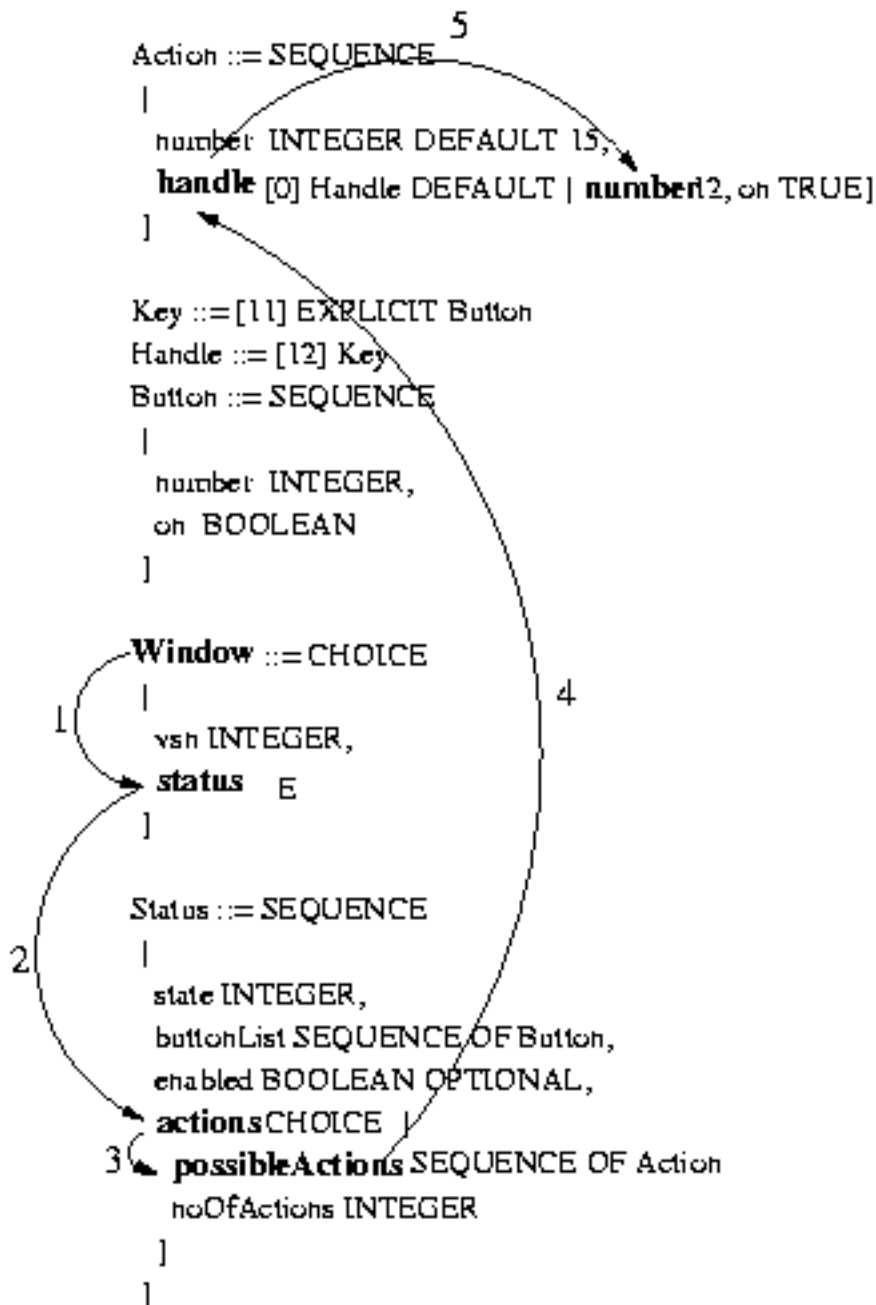 5
Action ::= SEQUENCE
|
number INTEGER DEFAULT 15,
handle [0] Handle DEFAULT | number12, on TRUE]
]
Key ::= [11] EXPLICIT Button
Handle ::= [12] Key
Button ::= SEQUENCE
|
number INTEGER,
on BOOLEAN
]
Window ::= CHOICE
4
|
1
vsn INTEGER,
status E
]
Status ::= SEQUENCE
2
|
state INTEGER,
buttonList SEQUENCE OF Button,
enabled BOOLEAN OPTIONAL,
actions CHOICE |
3 possibleActions SEQUENCE OF Action
noOfActions INTEGER
]
]